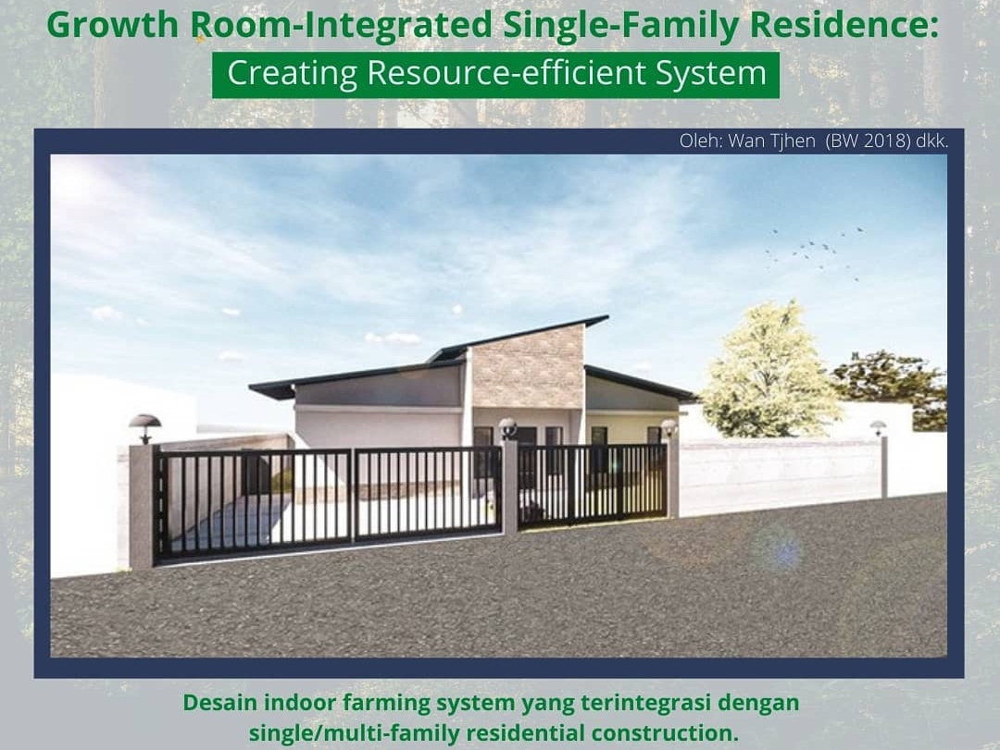 Growth Room-Integrated Single-Family Residence:
Creating Resource-efficient System
Oleh: Wan Tjhen (BW 2018) dkk.
Desain indoor farming system yang terintegrasi dengan
single/multi-family residential construction.